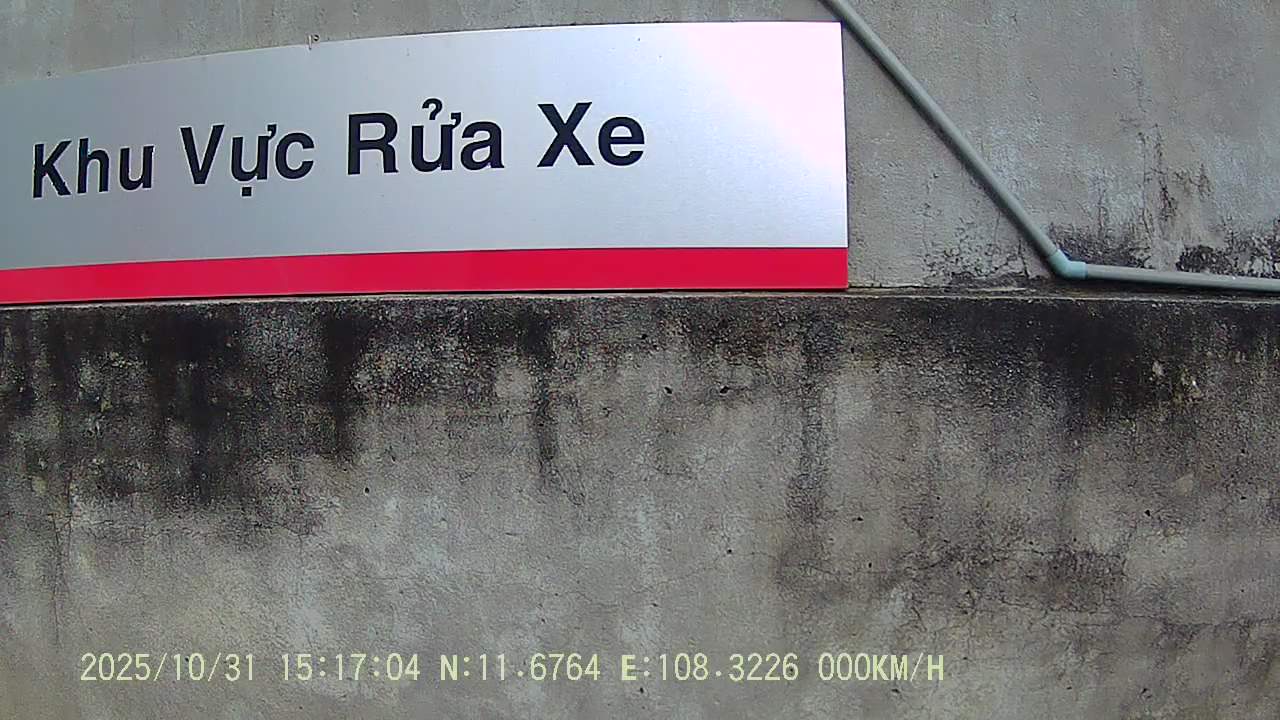 Khu Vực Rửa Xe
2025/10/31 15:17:04 N:11.6764 E:108.3226 000KM/H